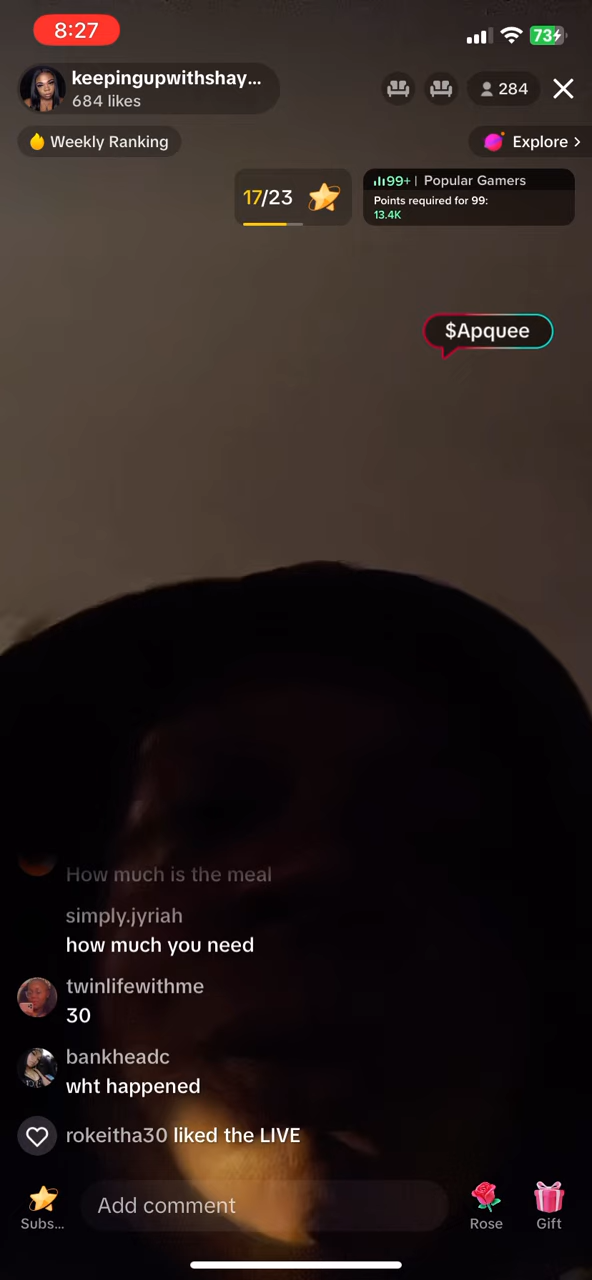 8:27
73
keepingupwithshay...
684 likes
284
Weekly Ranking
Explore >
17/23
99+ | Popular Gamers
Points required for 99:
13.4K
$Apquee
How much is the meal
simply.jyriah
how much you need
twinlifewithme
30
bankheadc
wht happened
rokeitha30 liked the LIVE
Subs...
Add comment
Rose
Gift